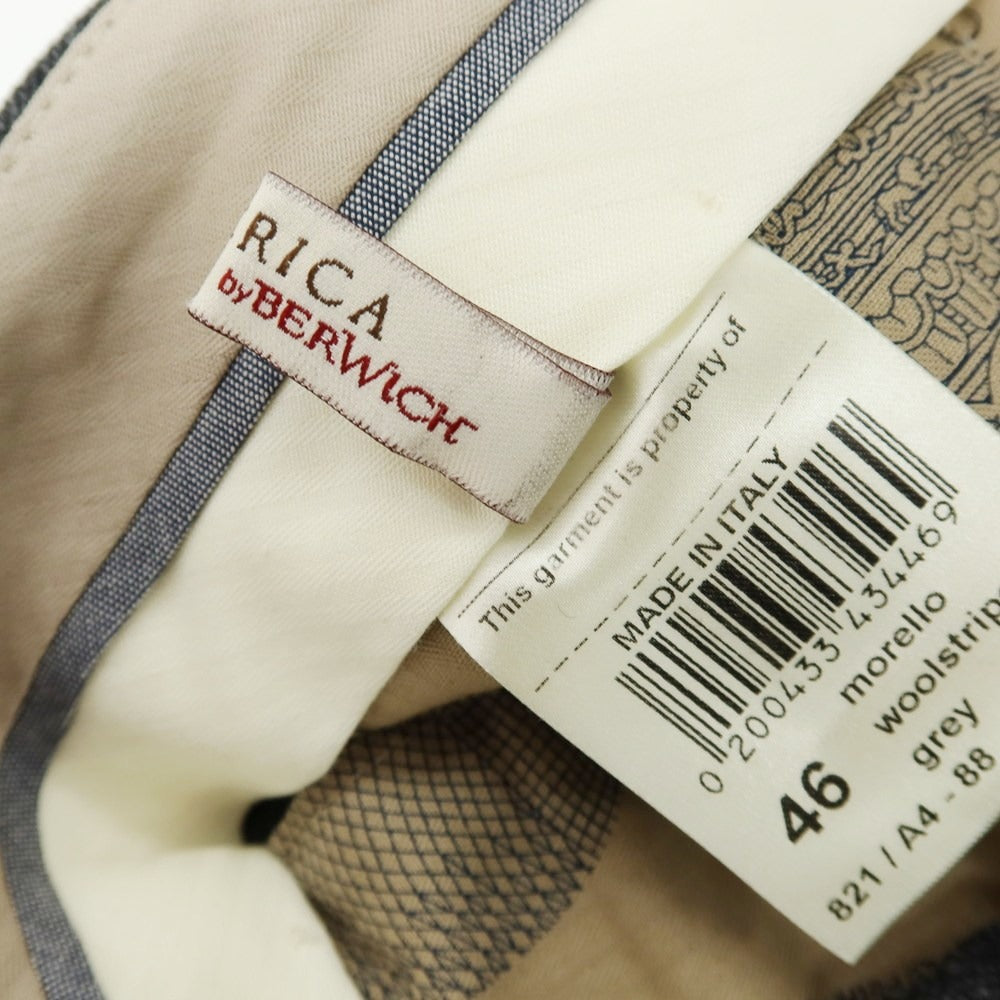 RICA
by BERWICH
This garment is property of
MADE IN ITALY
0 200433 434469
morello
woolstrip
grey
46
821 / A4 - 88